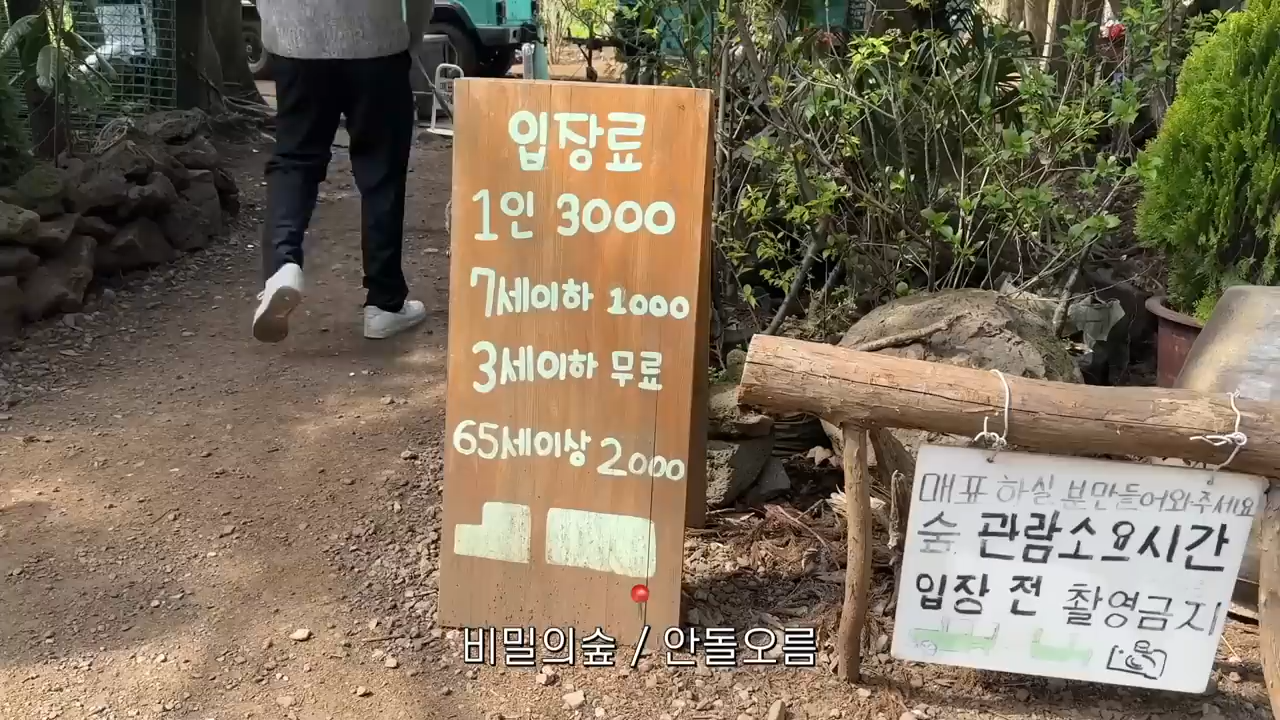 입장료
1인 3000
7세이하 1000
3세이하 무료
65세이상 2000
매표 하실 분만들어와주세요
숲 관람소요시간
입장 전 촬영금지
비밀의숲 / 안돌오름